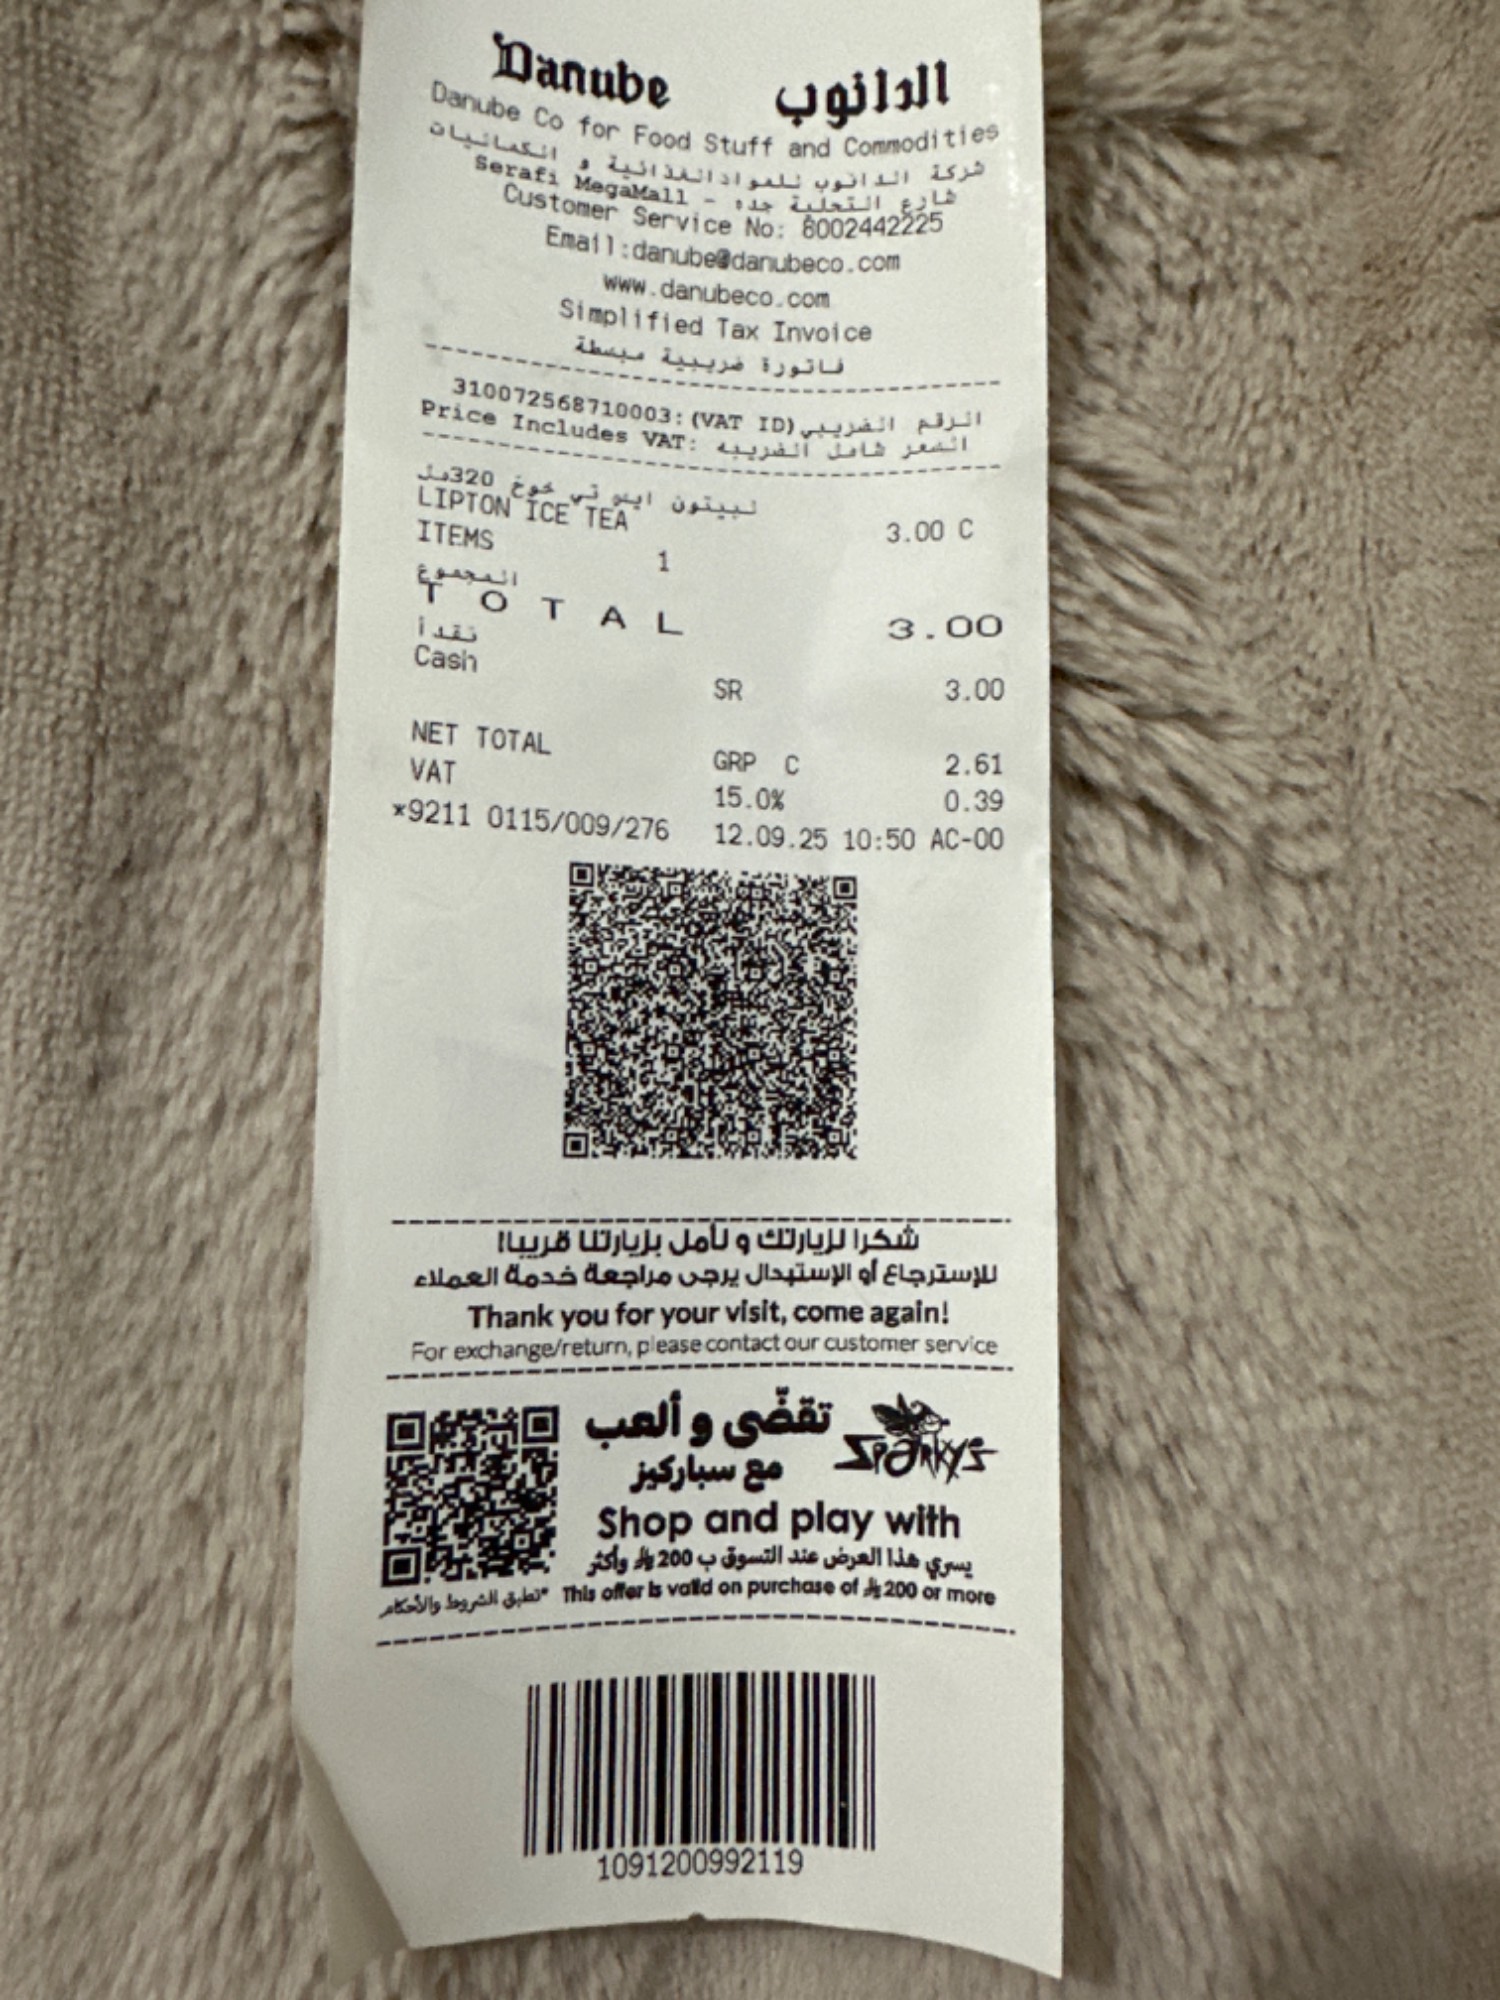 Danube الدانوب
Danube Co for Food Stuff and Commodities
شركة الدانوب للمواد الغذائية و الكماليات
Serafi MegaMall - شارع التحلية جده
Customer Service No: 8002442225
Email:danube@danubeco.com
www.danubeco.com
Simplified Tax Invoice
فاتورة ضريبية مبسطة
310072568710003:(VAT ID)الرقم الضريبي
Price Includes VAT: السعر شامل الضريبه
ليبتون ايس تي خوخ 320مل
LIPTON ICE TEA 3.00 C
ITEMS 1
المجموع
TOTAL 3.00
نقدا
Cash
SR 3.00
NET TOTAL GRP C 2.61
VAT 15.0% 0.39
*9211 0115/009/276 12.09.25 10:50 AC-00
شكرا لزيارتك و نأمل بزيارتنا قريبا!
للإسترجاع أو الإستبدال يرجى مراجعة خدمة العملاء
Thank you for your visit, come again!
For exchange/return, please contact our customer service
تقضّى و ألعب SPARKY'S
مع سباركيز
Shop and play with
يسري هذا العرض عند التسوق ب 200 ⃁ وأكثر
This offer is valid on purchase of ⃁ 200 or more
*تطبق الشروط والأحكام
1091200992119